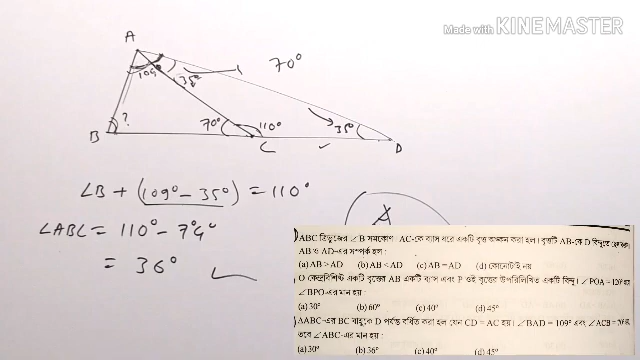 Made with KINEMASTER
A
70°
109°
35°
?
70°
110°
35°
B
C
D
∠B + (109° - 35°) = 110°
∠ABC = 110° - 74°
= 36°
ABC ত্রিভুজের ∠B সমকোণ। AC-কে ব্যাস ধরে একটি বৃত্ত অঙ্কন করা হল। বৃত্তটি AB-কে D বিন্দুতে ছেদ করল।
AB ও AD-এর সম্পর্ক হল :
(a) AB > AD (b) AB < AD (c) AB = AD (d) কোনোটিই নয়
O কেন্দ্রবিশিষ্ট একটি বৃত্তের AB একটি ব্যাস এবং P ওই বৃত্তের উপরিলিখিত একটি বিন্দু। ∠POA = 120° হলে
∠BPO-এর মান হয় :
(a) 30° (b) 60° (c) 40° (d) 45°
ΔABC-এর BC বাহুকে D পর্যন্ত বর্ধিত করা হল যেন CD = AC হয়। ∠BAD = 109° এবং ∠ACB = 70° হয়
তবে ∠ABC-এর মান হয় :
(a) 30° (b) 36° (c) 40° (d) 45°